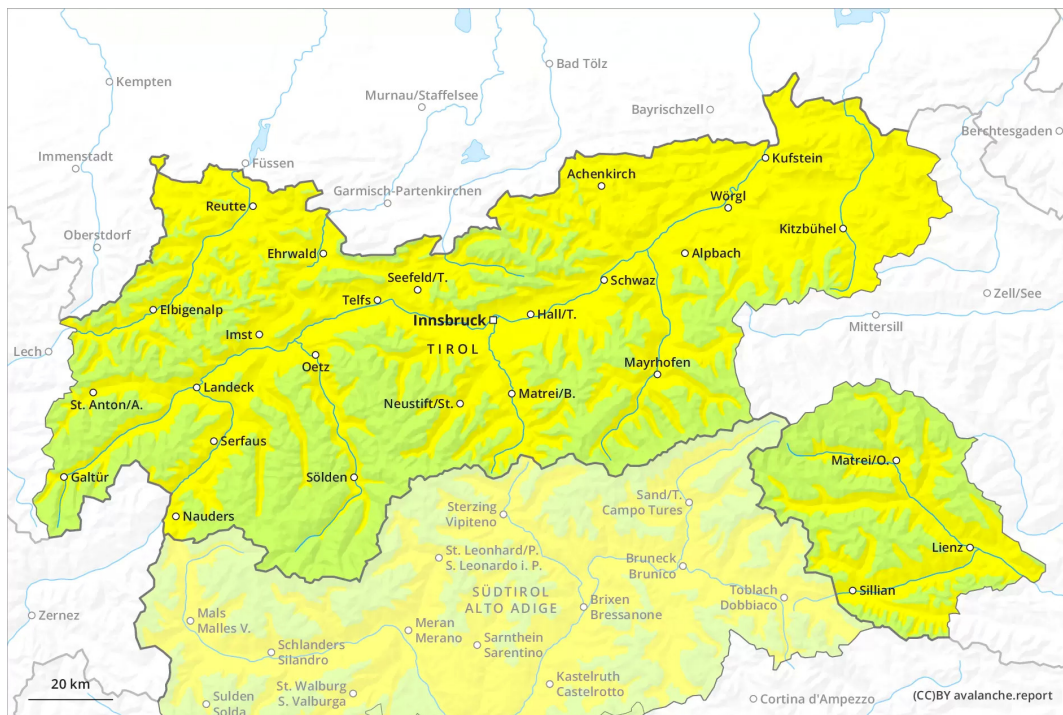 Kempten
Bad Tölz
Murnau/Staffelsee
Bayrischzell
Berchtesgaden
Immenstadt
Füssen
Kufstein
Garmisch-Partenkirchen
Achenkirch
Reutte
Wörgl
Oberstdorf
Kitzbühel
Ehrwald
Alpbach
Seefeld/T.
Schwaz
Zell/See
Telfs
Elbigenalp
Innsbruck
Hall/T.
Mittersill
Imst
TIROL
Lech
Oetz
Mayrhofen
Landeck
St. Anton/A.
Neustift/St.
Matrei/B.
Serfaus
Matrei/O.
Galtür
Sölden
Sterzing
Vipiteno
Sand/T.
Campo Tures
Nauders
Lienz
St. Leonhard/P.
S. Leonardo i. P.
Bruneck
Brunico
SÜDTIROL
ALTO ADIGE
Toblach
Dobbiaco
Sillian
Zernez
Mals
Malles V.
Brixen
Bressanone
Meran
Merano
Schlanders
Silandro
Sarnthein
Sarentino
20 km
Sulden
Solda
St. Walburg
S. Valburga
Kastelruth
Castelrotto
Cortina d'Ampezzo
(CC)BY avalanche.report